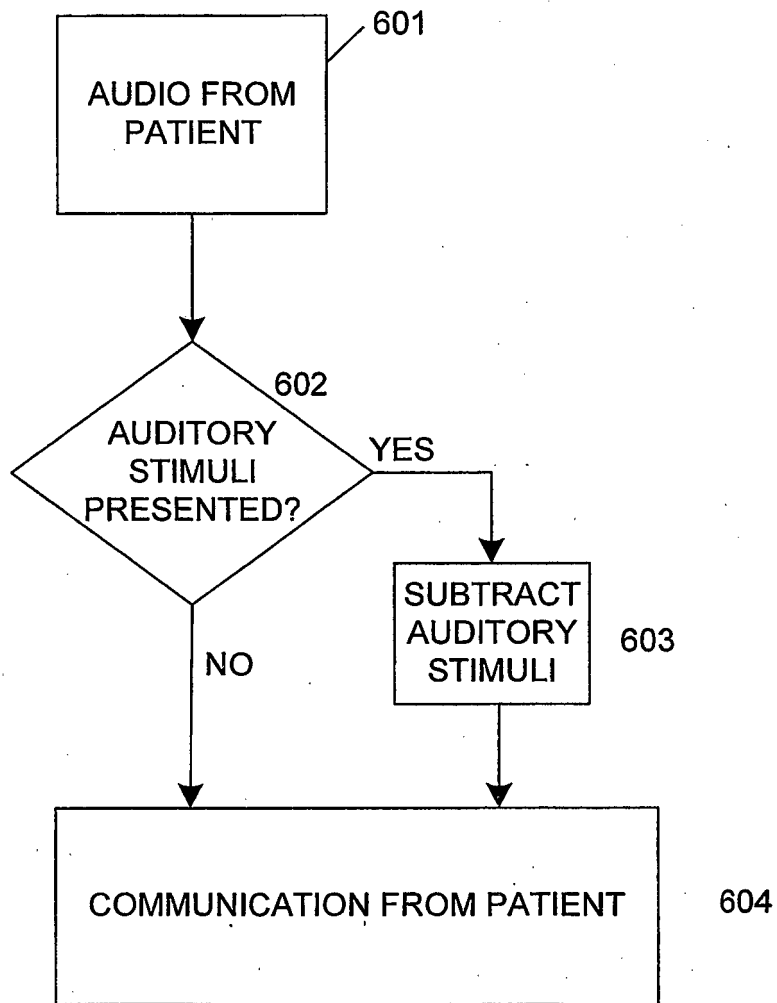 601
AUDIO FROM
PATIENT
602
AUDITORY
STIMULI
PRESENTED?
YES
SUBTRACT
AUDITORY
STIMULI
603
NO
COMMUNICATION FROM PATIENT
604